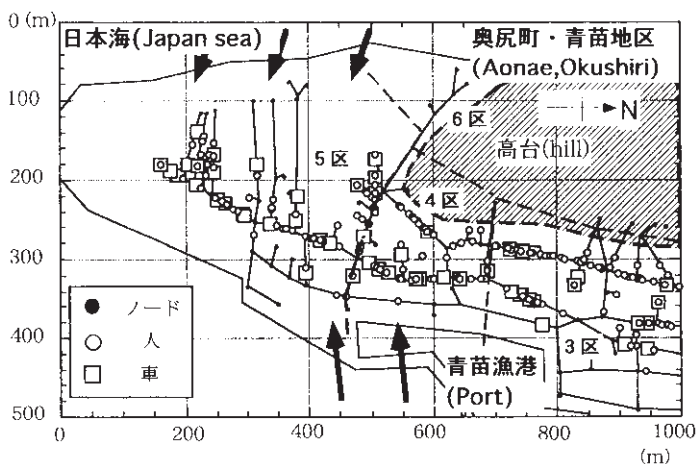 0 (m)
日本海(Japan sea)
奥尻町・青苗地区
(Aonae,Okushiri)
N
100
6区
高台(hill)
5区
200
4区
300
ノード
人
車
400
3区
青苗漁港
(Port)
500
0
200
400
600
800
1000
(m)